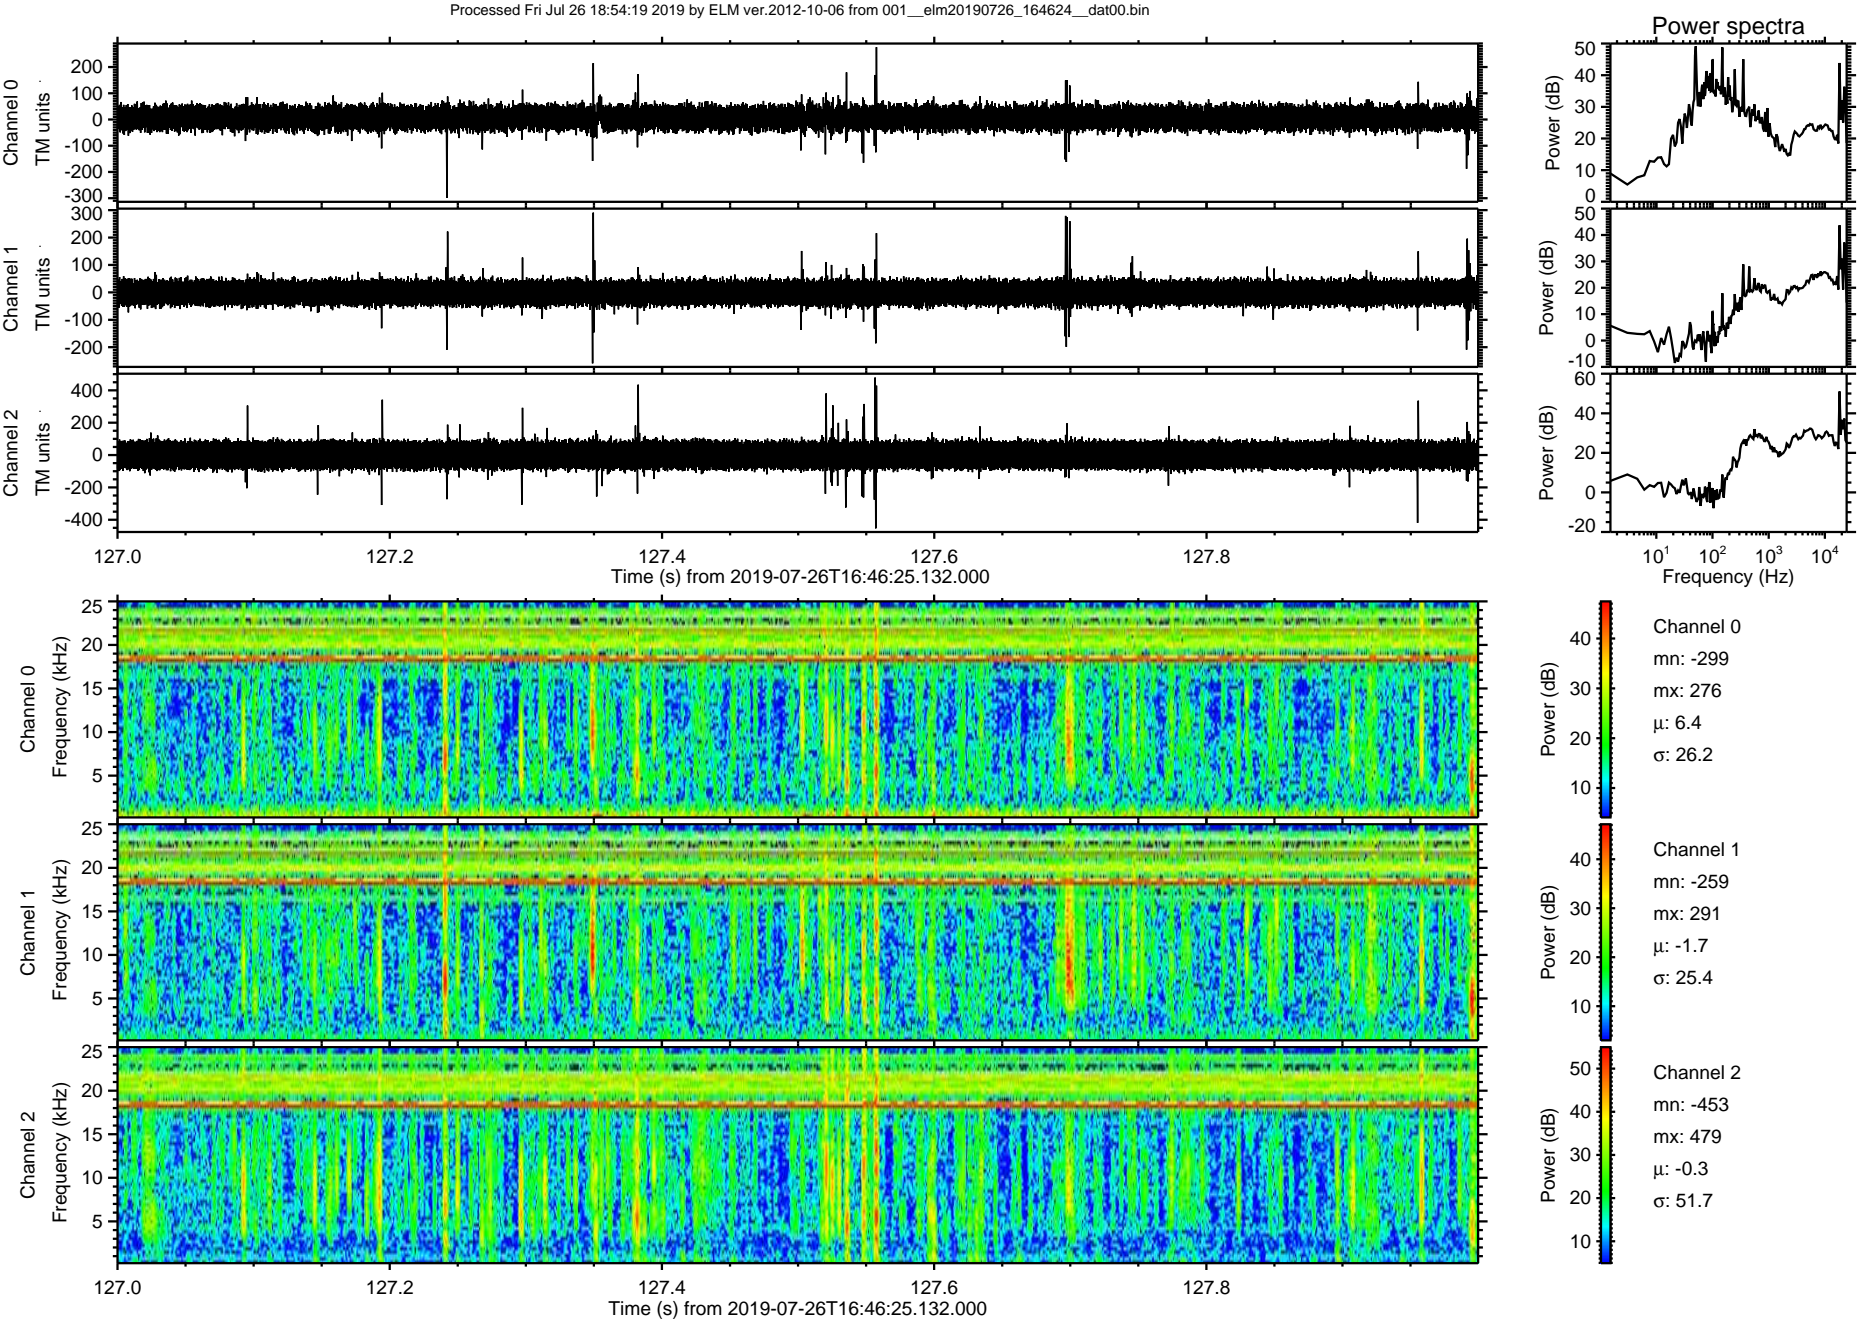 Processed Fri Jul 26 18:54:19 2019 by ELM ver.2012-10-06 from 001__elm20190726_164624__dat00.bin
Power spectra
Channel 0
TM units
200
100
0
-100
-200
-300
Power (dB)
50
40
30
20
10
0
Channel 1
TM units
300
200
100
0
-100
-200
Power (dB)
50
40
30
20
10
0
-10
Channel 2
TM units
400
200
0
-200
-400
Power (dB)
60
40
20
0
-20
127.0 127.2 127.4 127.6 127.8
Time (s) from 2019-07-26T16:46:25.132.000
10¹ 10² 10³ 10⁴
Frequency (Hz)
Channel 0
Frequency (kHz)
25
20
15
10
5
Power (dB)
40
30
20
10
Channel 0
mn: -299
mx: 276
μ: 6.4
σ: 26.2
Channel 1
Frequency (kHz)
25
20
15
10
5
Power (dB)
40
30
20
10
Channel 1
mn: -259
mx: 291
μ: -1.7
σ: 25.4
Channel 2
Frequency (kHz)
25
20
15
10
5
Power (dB)
50
40
30
20
10
Channel 2
mn: -453
mx: 479
μ: -0.3
σ: 51.7
127.0 127.2 127.4 127.6 127.8
Time (s) from 2019-07-26T16:46:25.132.000